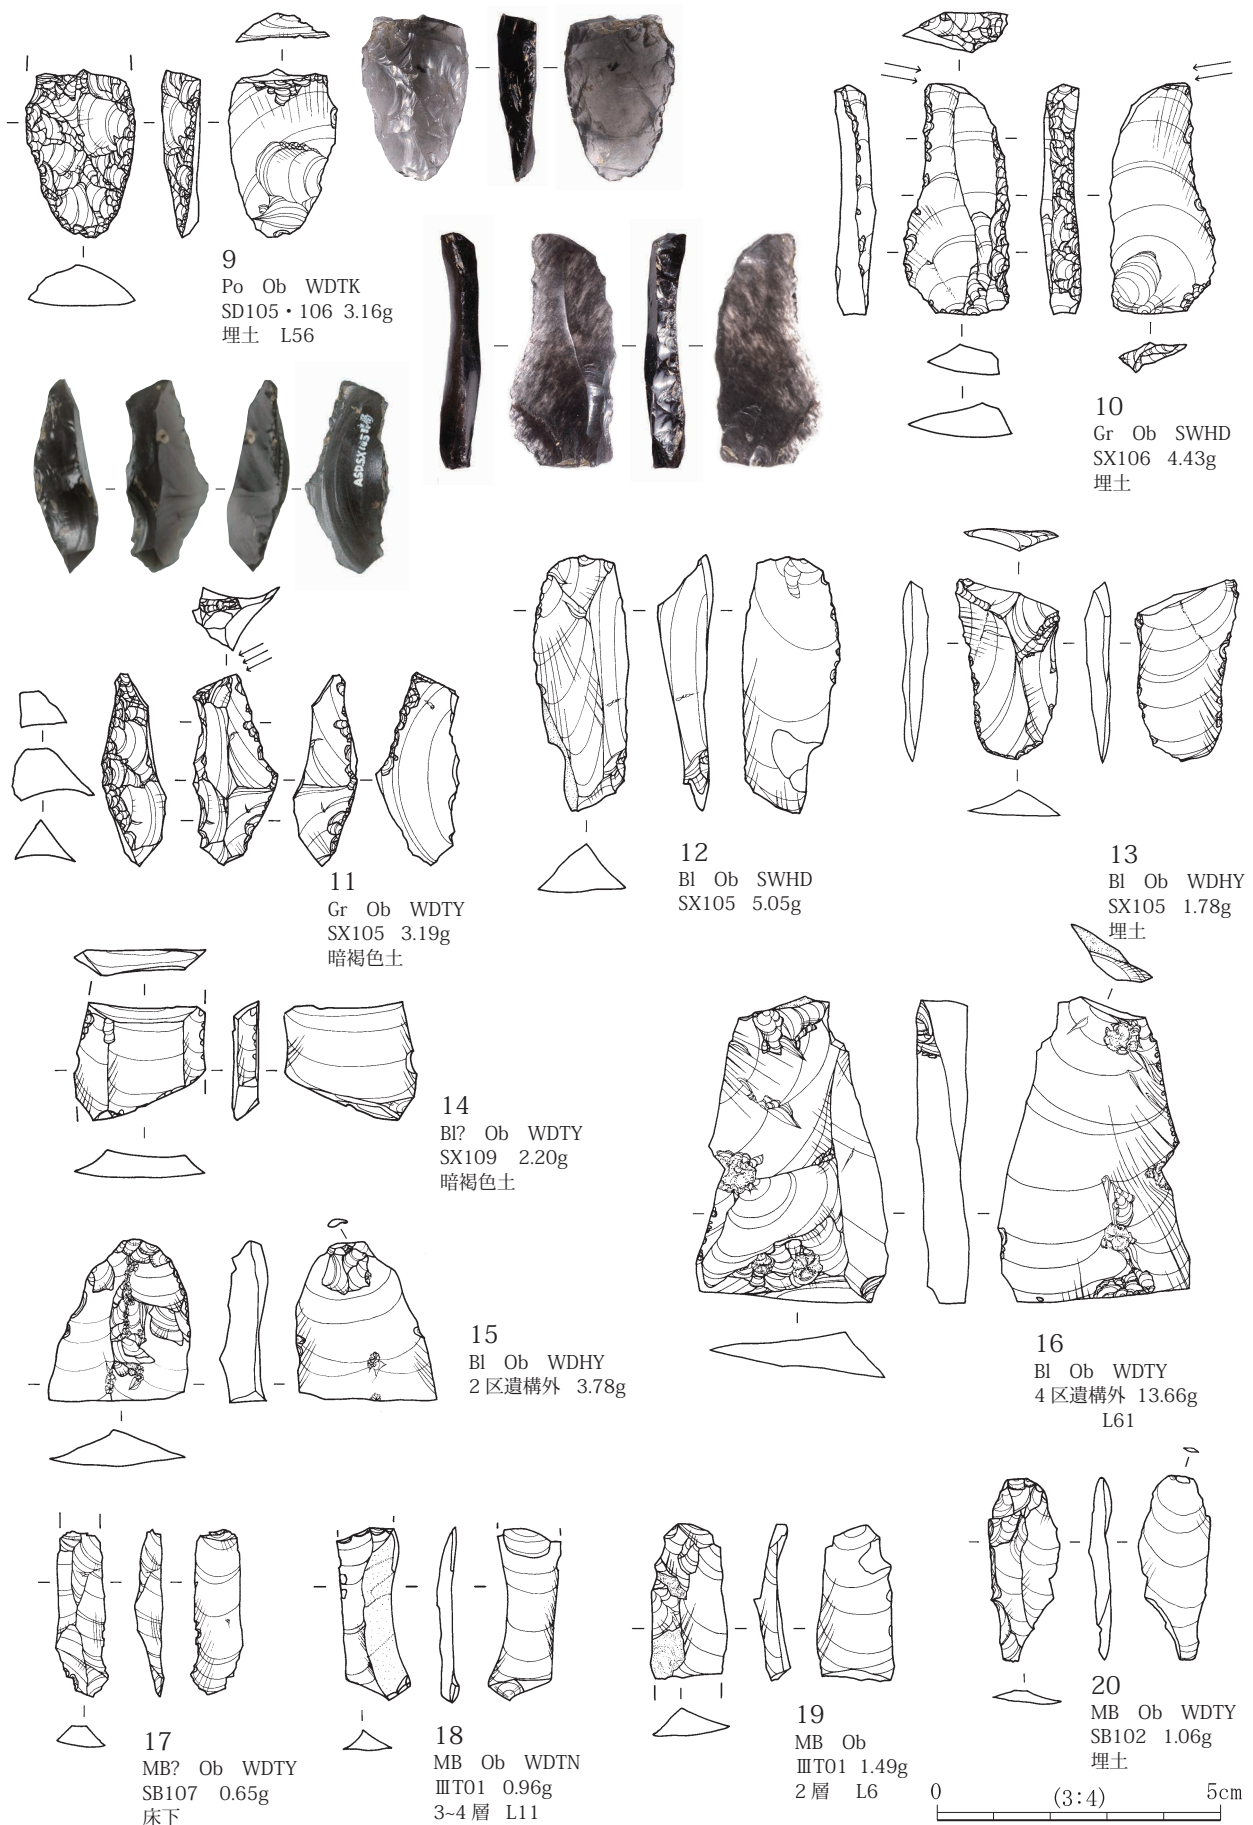 9
Po Ob WDTK
SD105・106 3.16g
埋土 L56
10
Gr Ob SWHD
SX106 4.43g
埋土
11
Gr Ob WDTY
SX105 3.19g
暗褐色土
12
Bl Ob SWHD
SX105 5.05g
13
Bl Ob WDHY
SX105 1.78g
埋土
14
Bl? Ob WDTY
SX109 2.20g
暗褐色土
15
Bl Ob WDHY
2区遺構外 3.78g
16
Bl Ob WDTY
4区遺構外 13.66g
L61
17
MB? Ob WDTY
SB107 0.65g
床下
18
MB Ob WDTN
ⅢT01 0.96g
3~4層 L11
19
MB Ob
ⅢT01 1.49g
2層 L6
20
MB Ob WDTY
SB102 1.06g
埋土
0 (3:4) 5cm